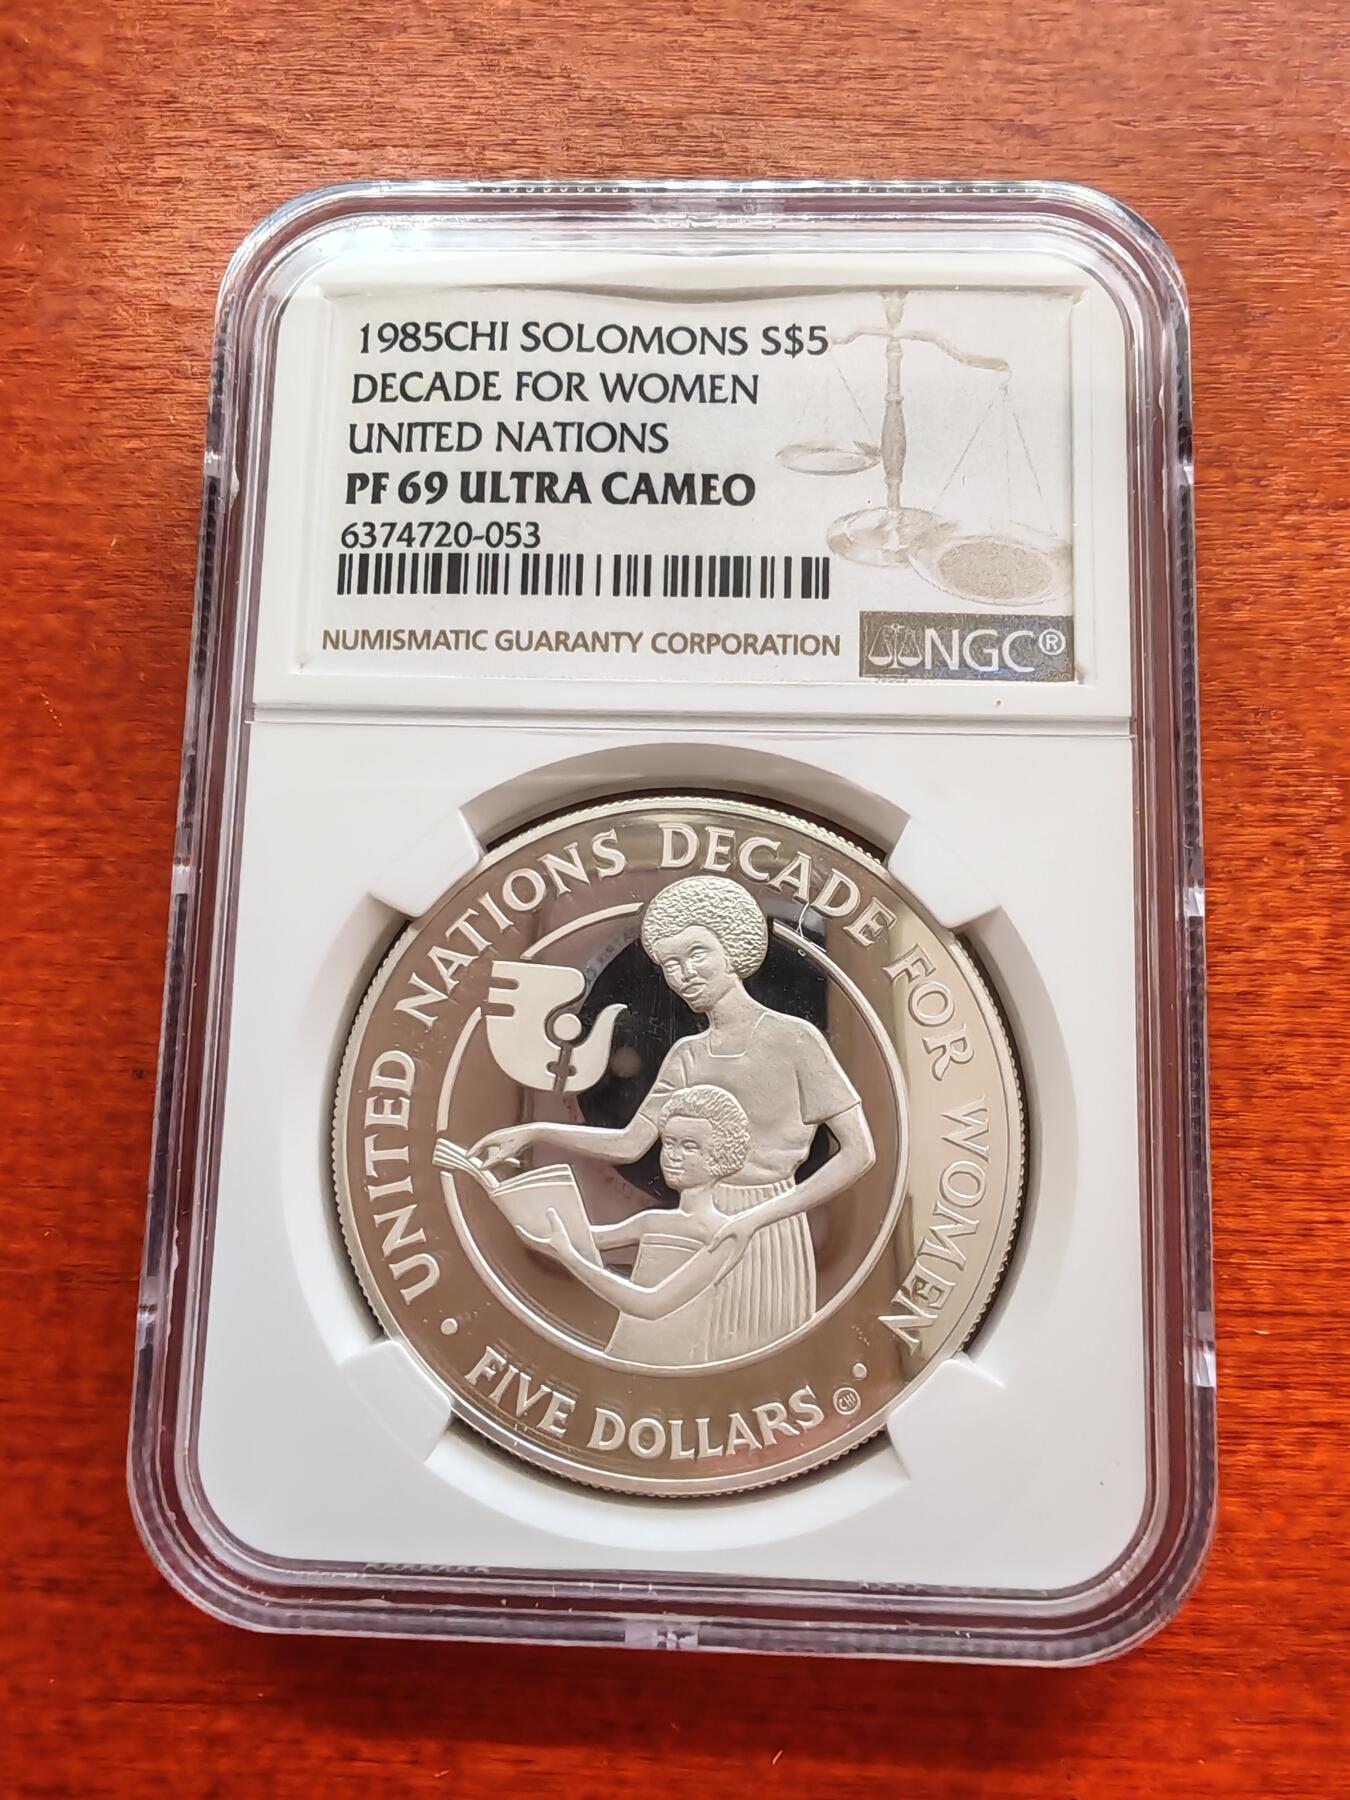 1985CHI SOLOMONS S$5
DECADE FOR WOMEN
UNITED NATIONS
PF 69 ULTRA CAMEO
6374720-053
NUMISMATIC GUARANTY CORPORATION
NGC®
UNITED NATIONS DECADE FOR WOMEN
• FIVE DOLLARS CHI •